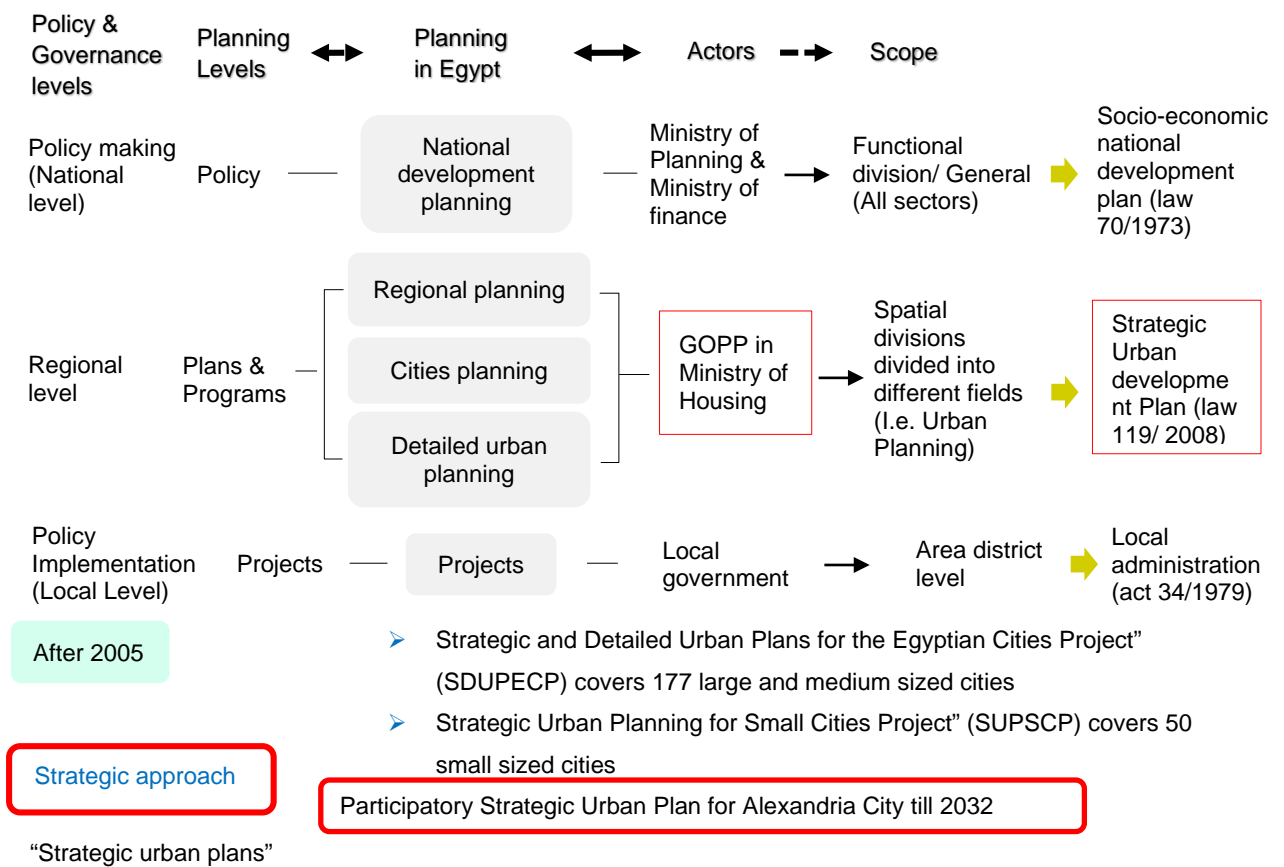 Policy &
Governance
levels
Planning
Levels
Planning
in Egypt
Actors
Scope
Policy making
(National
level)
Policy
National
development
planning
Ministry of
Planning &
Ministry of
finance
Functional
division/ General
(All sectors)
Socio-economic
national
development
plan (law
70/1973)
Regional
level
Plans &
Programs
Regional planning
Cities planning
Detailed urban
planning
GOPP in
Ministry of
Housing
Spatial
divisions
divided into
different fields
(I.e. Urban
Planning)
Strategic
Urban
developme
nt Plan (law
119/ 2008)
Policy
Implementation
(Local Level)
Projects
Projects
Local
government
Area district
level
Local
administration
(act 34/1979)
After 2005
➢ Strategic and Detailed Urban Plans for the Egyptian Cities Project”
(SDUPECP) covers 177 large and medium sized cities
➢ Strategic Urban Planning for Small Cities Project” (SUPSCP) covers 50
small sized cities
Strategic approach
Participatory Strategic Urban Plan for Alexandria City till 2032
“Strategic urban plans”